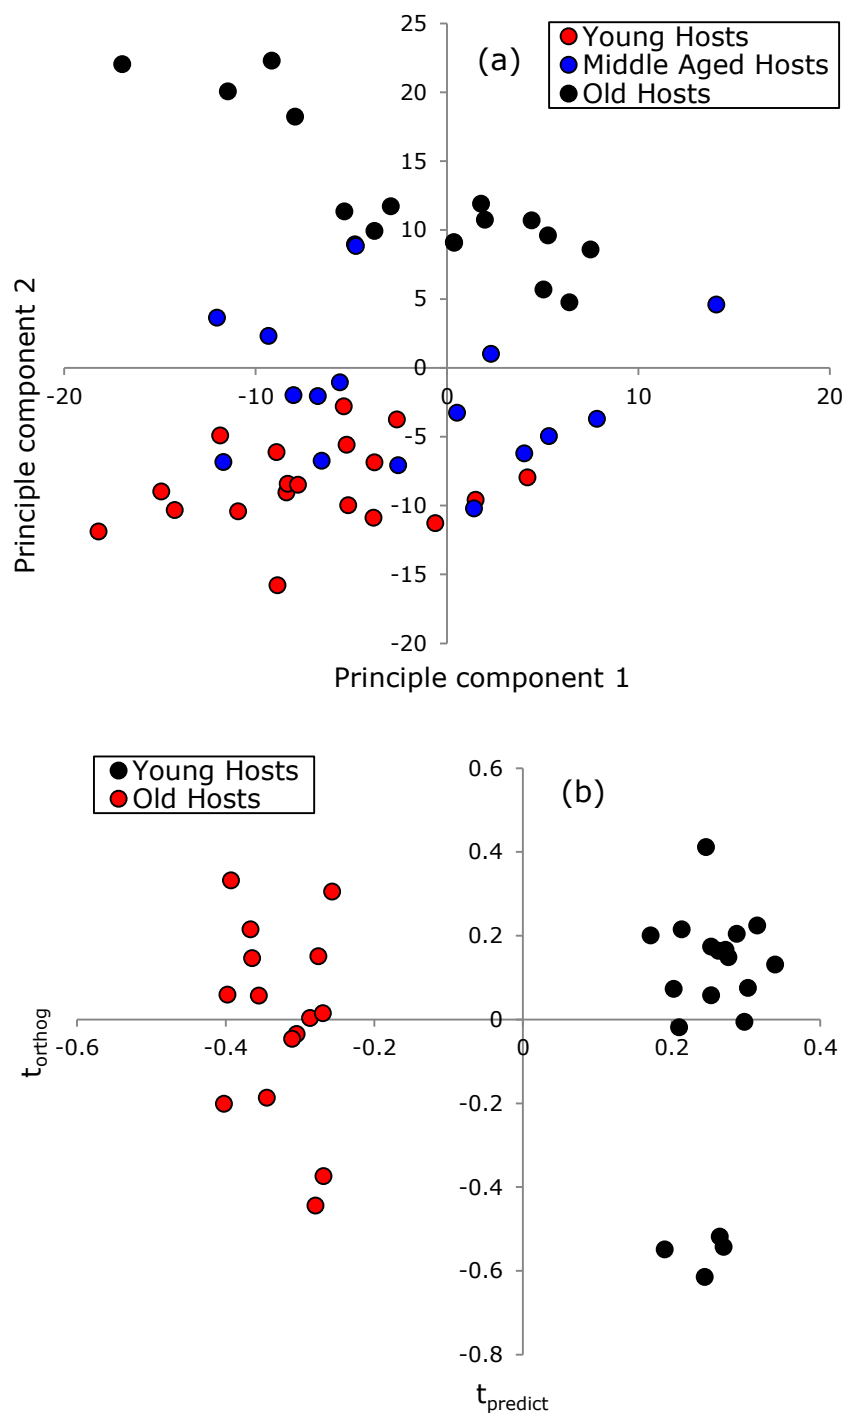 25
(a)
Young Hosts
Middle Aged Hosts
Old Hosts
20
15
10
5
0
-20
-10
0
10
20
-5
-10
-15
-20
Principle component 2
Principle component 1
Young Hosts
Old Hosts
(b)
0.6
0.4
0.2
0
-0.6
-0.4
-0.2
0
0.2
0.4
-0.2
-0.4
-0.6
-0.8
torthog
tpredict